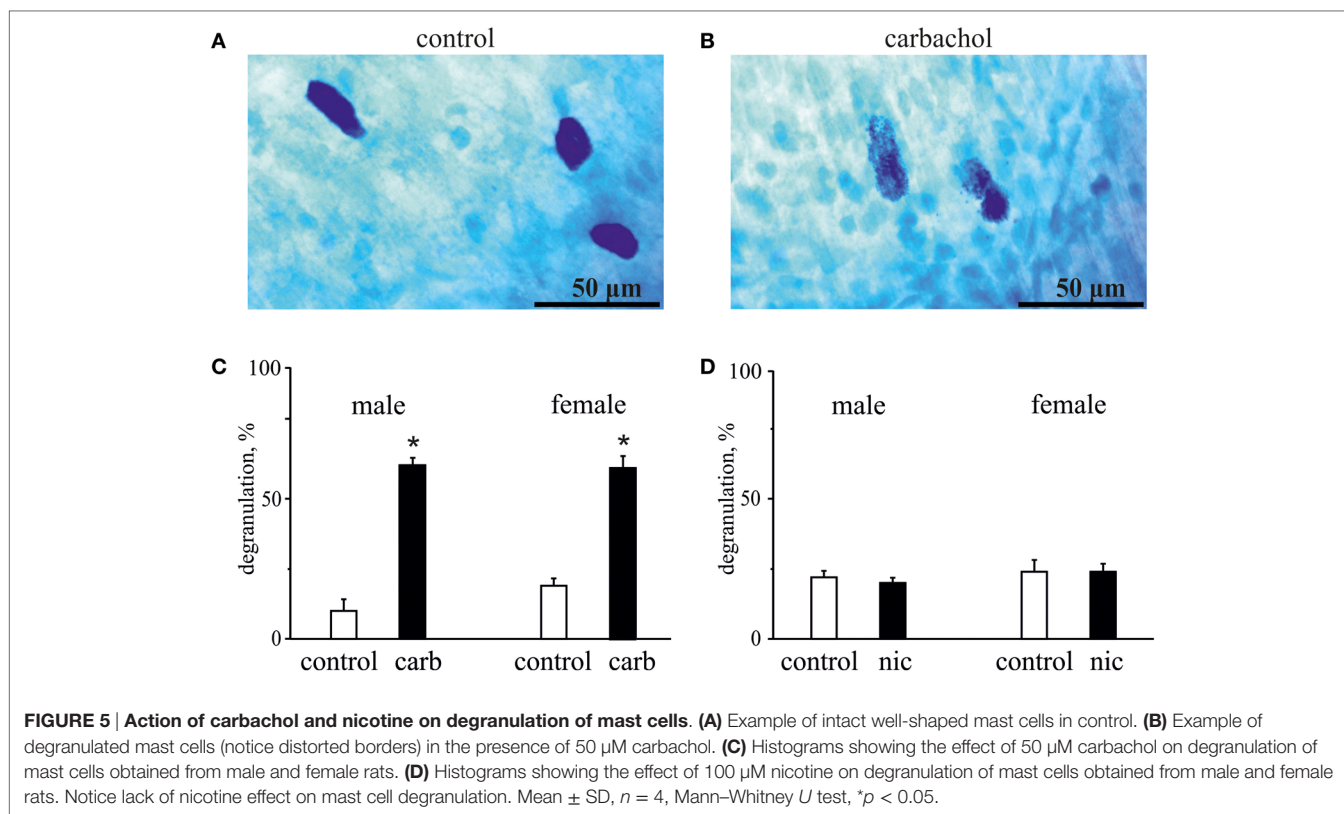 A control
50 µm
B carbachol
50 µm
C
100
50
0
degranulation, %
male female
* *
control carb control carb
D
100
50
0
degranulation, %
male female
control nic control nic
FIGURE 5 | Action of carbachol and nicotine on degranulation of mast cells. (A) Example of intact well-shaped mast cells in control. (B) Example of
degranulated mast cells (notice distorted borders) in the presence of 50 µM carbachol. (C) Histograms showing the effect of 50 µM carbachol on degranulation of
mast cells obtained from male and female rats. (D) Histograms showing the effect of 100 µM nicotine on degranulation of mast cells obtained from male and female
rats. Notice lack of nicotine effect on mast cell degranulation. Mean ± SD, n = 4, Mann–Whitney U test, *p < 0.05.